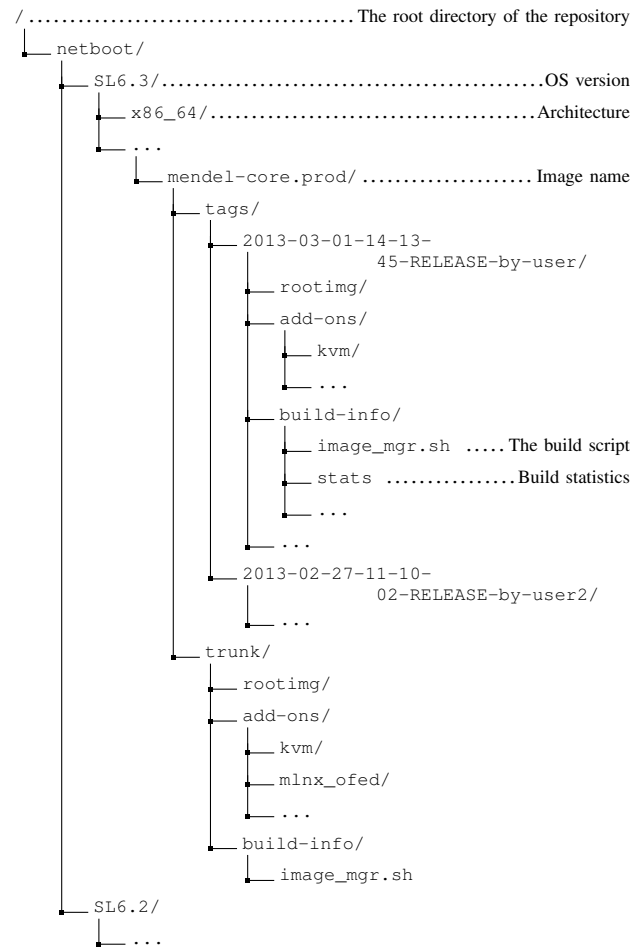 / .................................... The root directory of the repository
netboot/
SL6.3/ ............................................. OS version
x86_64/ ...................................... Architecture
...
mendel-core.prod/ ..................... Image name
tags/
2013-03-01-14-13-
45-RELEASE-by-user/
rootimg/
add-ons/
kvm/
...
build-info/
image_mgr.sh ..... The build script
stats ................ Build statistics
...
...
2013-02-27-11-10-
02-RELEASE-by-user2/
...
trunk/
rootimg/
add-ons/
kvm/
mlnx_ofed/
...
build-info/
image_mgr.sh
SL6.2/
...